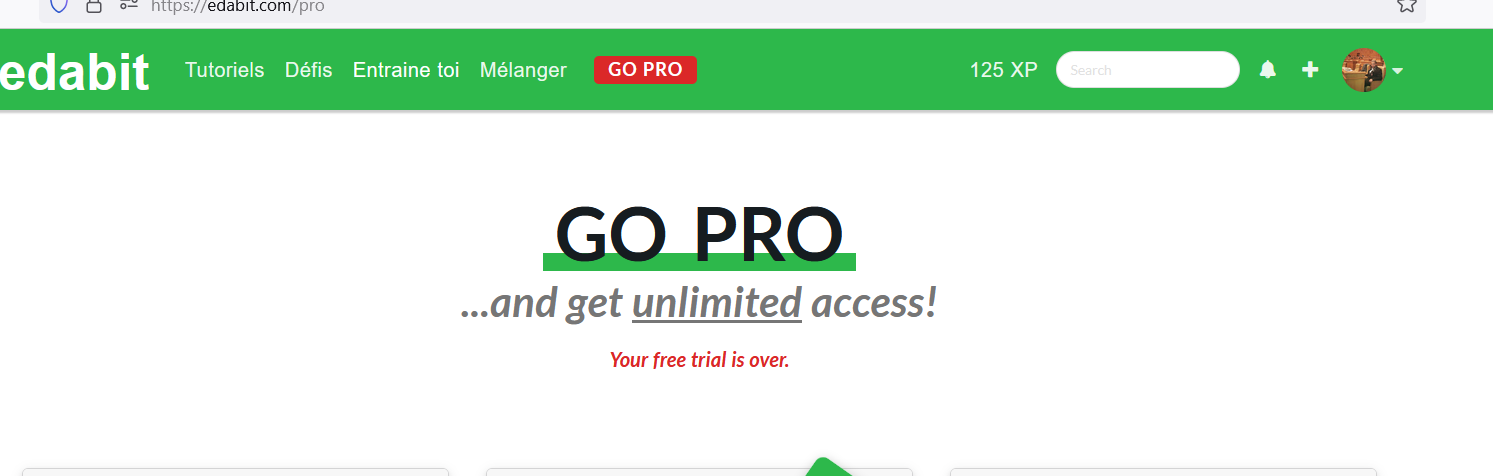 https://edabit.com/pro
edabit Tutoriels Défis Entraine toi Mélanger GO PRO 125 XP Search
GO PRO
...and get unlimited access!
Your free trial is over.